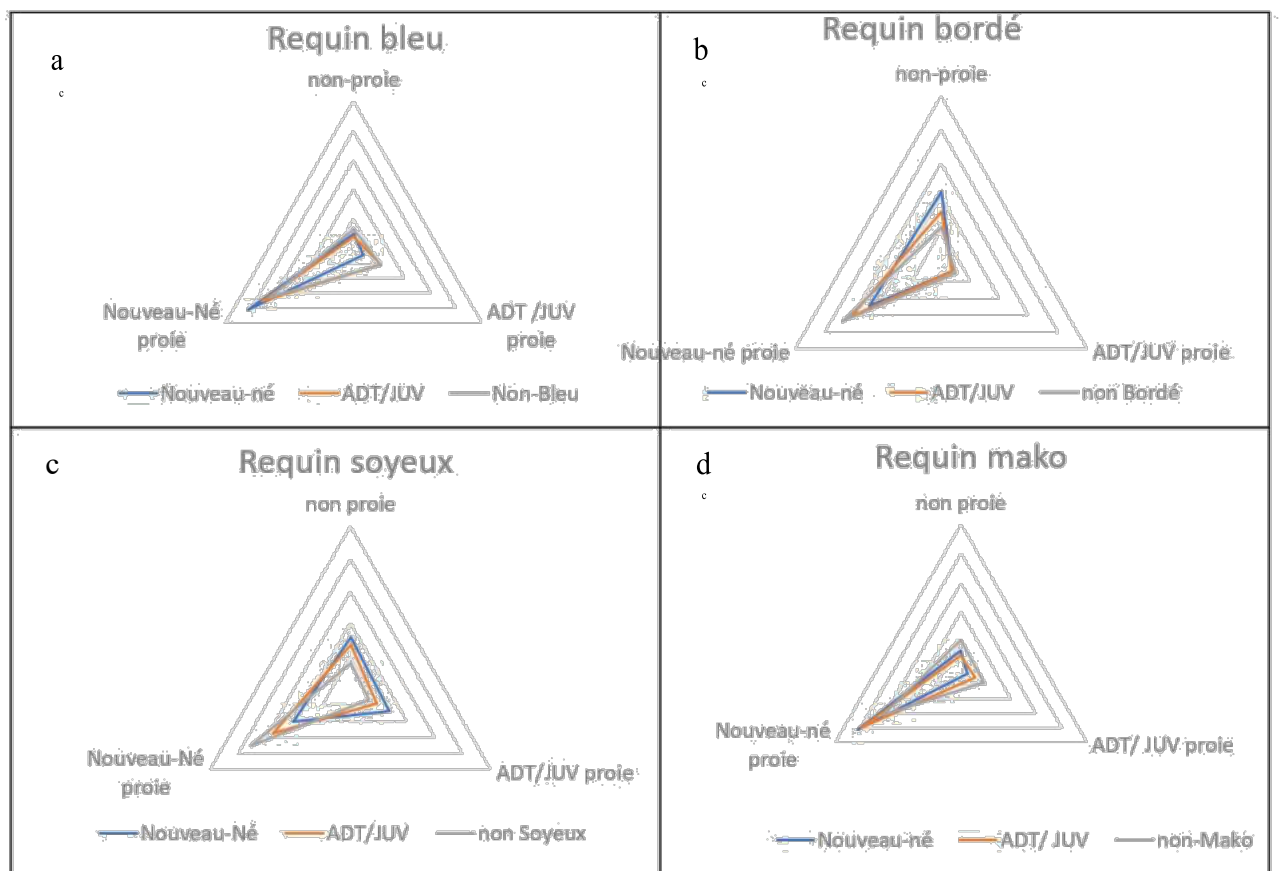 Requin bleu
a
c
non-proie
Nouveau-Né
proie
ADT /JUV
proie
Nouveau-né ADT/JUV Non-Bleu
Requin bordé
b
c
non-proie
Nouveau-né proie
ADT/JUV proie
Nouveau-né ADT/JUV non Bordé
Requin soyeux
c
non proie
Nouveau-Né
proie
ADT/JUV proie
Nouveau-Né ADT/JUV non Soyeux
Requin mako
d
c
non proie
Nouveau-né
proie
ADT/ JUV proie
Nouveau-né ADT/ JUV non-Mako